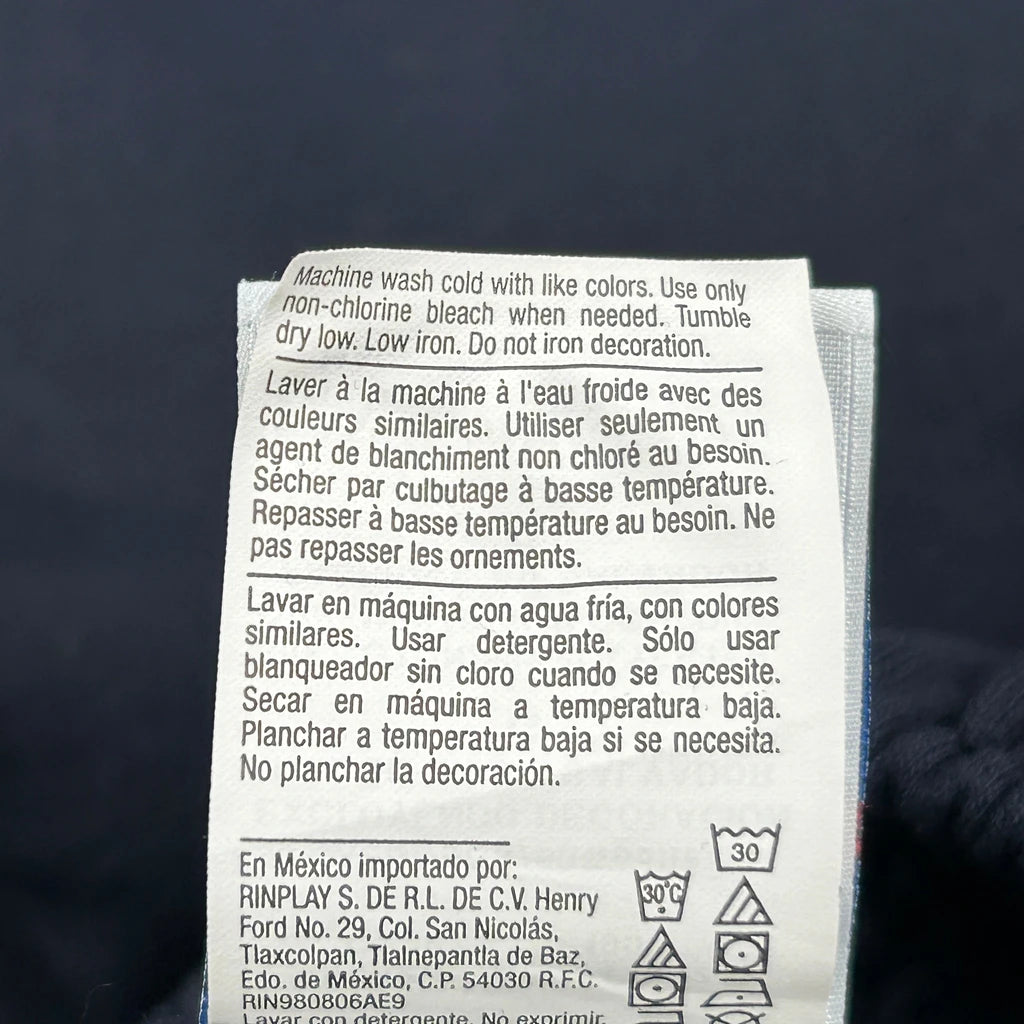 Machine wash cold with like colors. Use only
non-chlorine bleach when needed. Tumble
dry low. Low iron. Do not iron decoration.
Laver à la machine à l'eau froide avec des
couleurs similaires. Utiliser seulement un
agent de blanchiment non chloré au besoin.
Sécher par culbutage à basse température.
Repasser à basse température au besoin. Ne
pas repasser les ornements.
Lavar en máquina con agua fría, con colores
similares. Usar detergente. Sólo usar
blanqueador sin cloro cuando se necesite.
Secar en máquina a temperatura baja.
Planchar a temperatura baja si se necesita.
No planchar la decoración.
En México importado por:
RINPLAY S. DE R.L. DE C.V. Henry
Ford No. 29, Col. San Nicolás,
Tlaxcolpan, Tlalnepantla de Baz,
Edo. de México, C.P. 54030 R.F.C.
RIN980806AE9
Lavar con detergente. No exprimir.
30
30°C